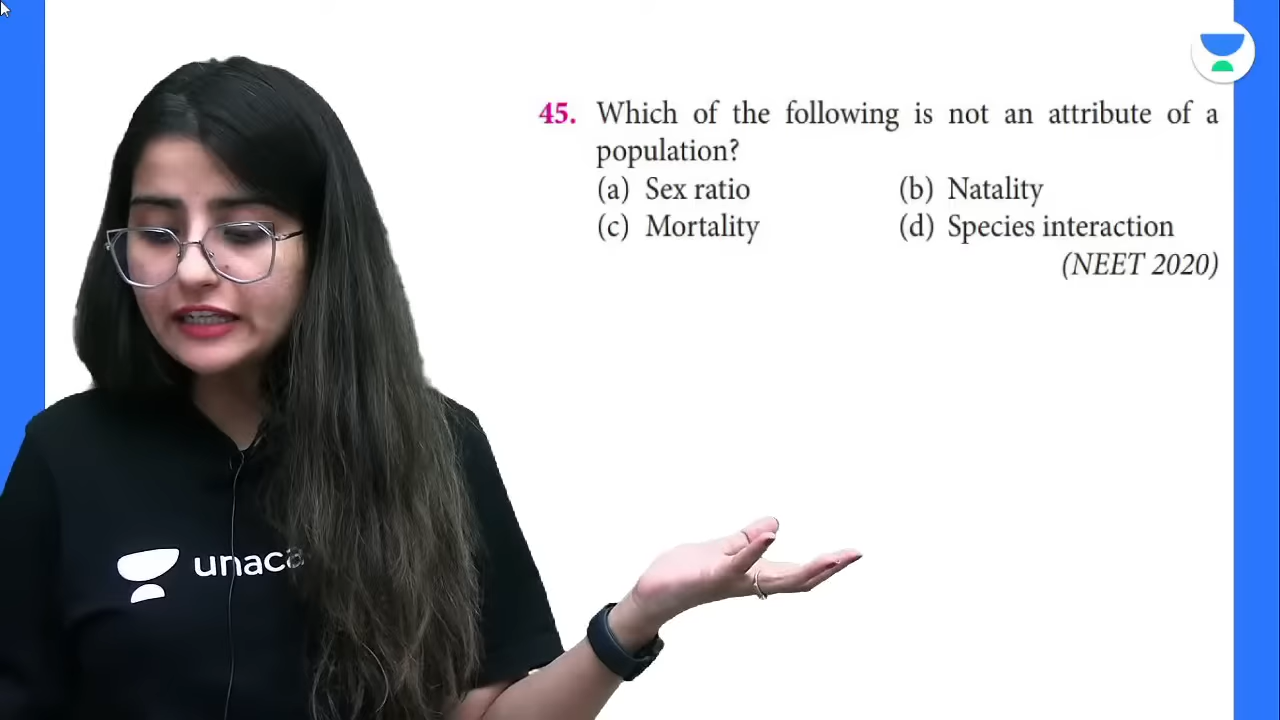 45. Which of the following is not an attribute of a
population?
(a) Sex ratio (b) Natality
(c) Mortality (d) Species interaction
(NEET 2020)
unaca